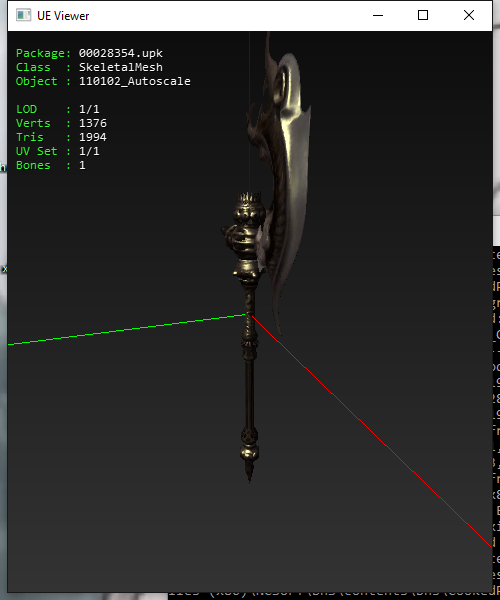 UE Viewer
Package: 00028354.upk
Class : SkeletalMesh
Object : 110102_Autoscale
LOD : 1/1
Verts : 1376
Tris : 1994
UV Set : 1/1
Bones : 1